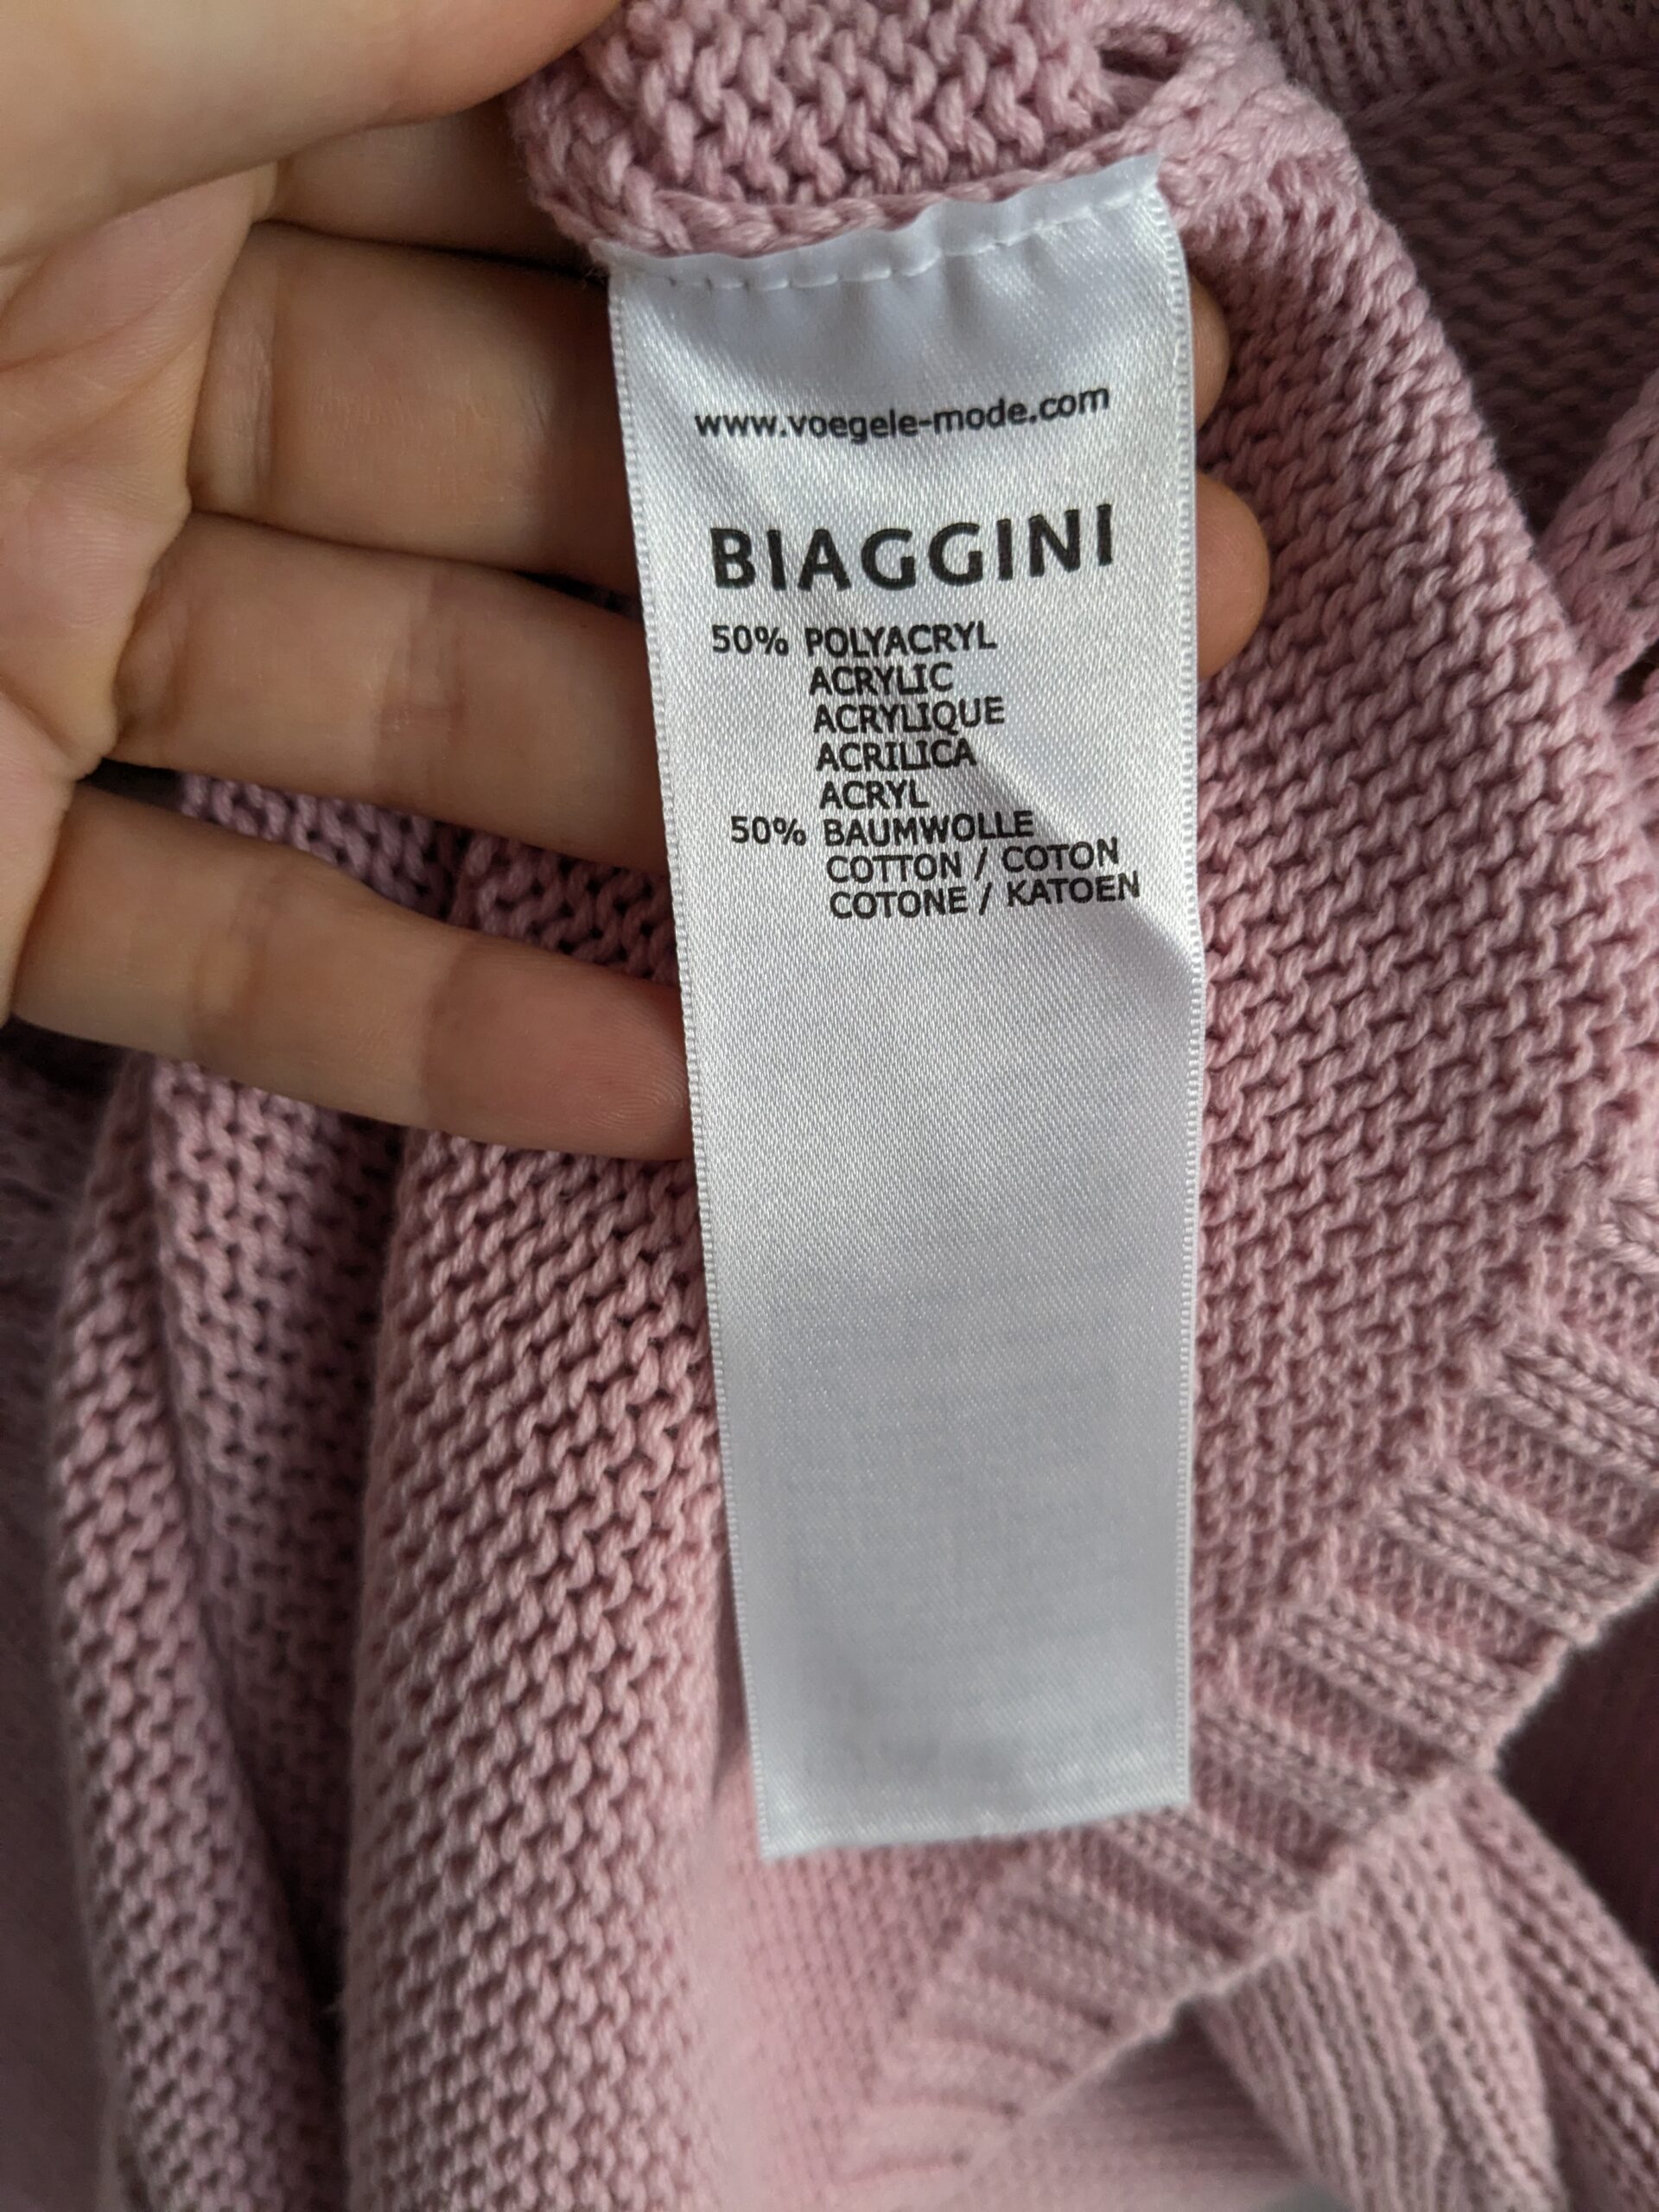 www.voegele-mode.com
BIAGGINI
50% POLYACRYL
ACRYLIC
ACRYLIQUE
ACRILICA
ACRYL
50% BAUMWOLLE
COTTON / COTON
COTONE / KATOEN